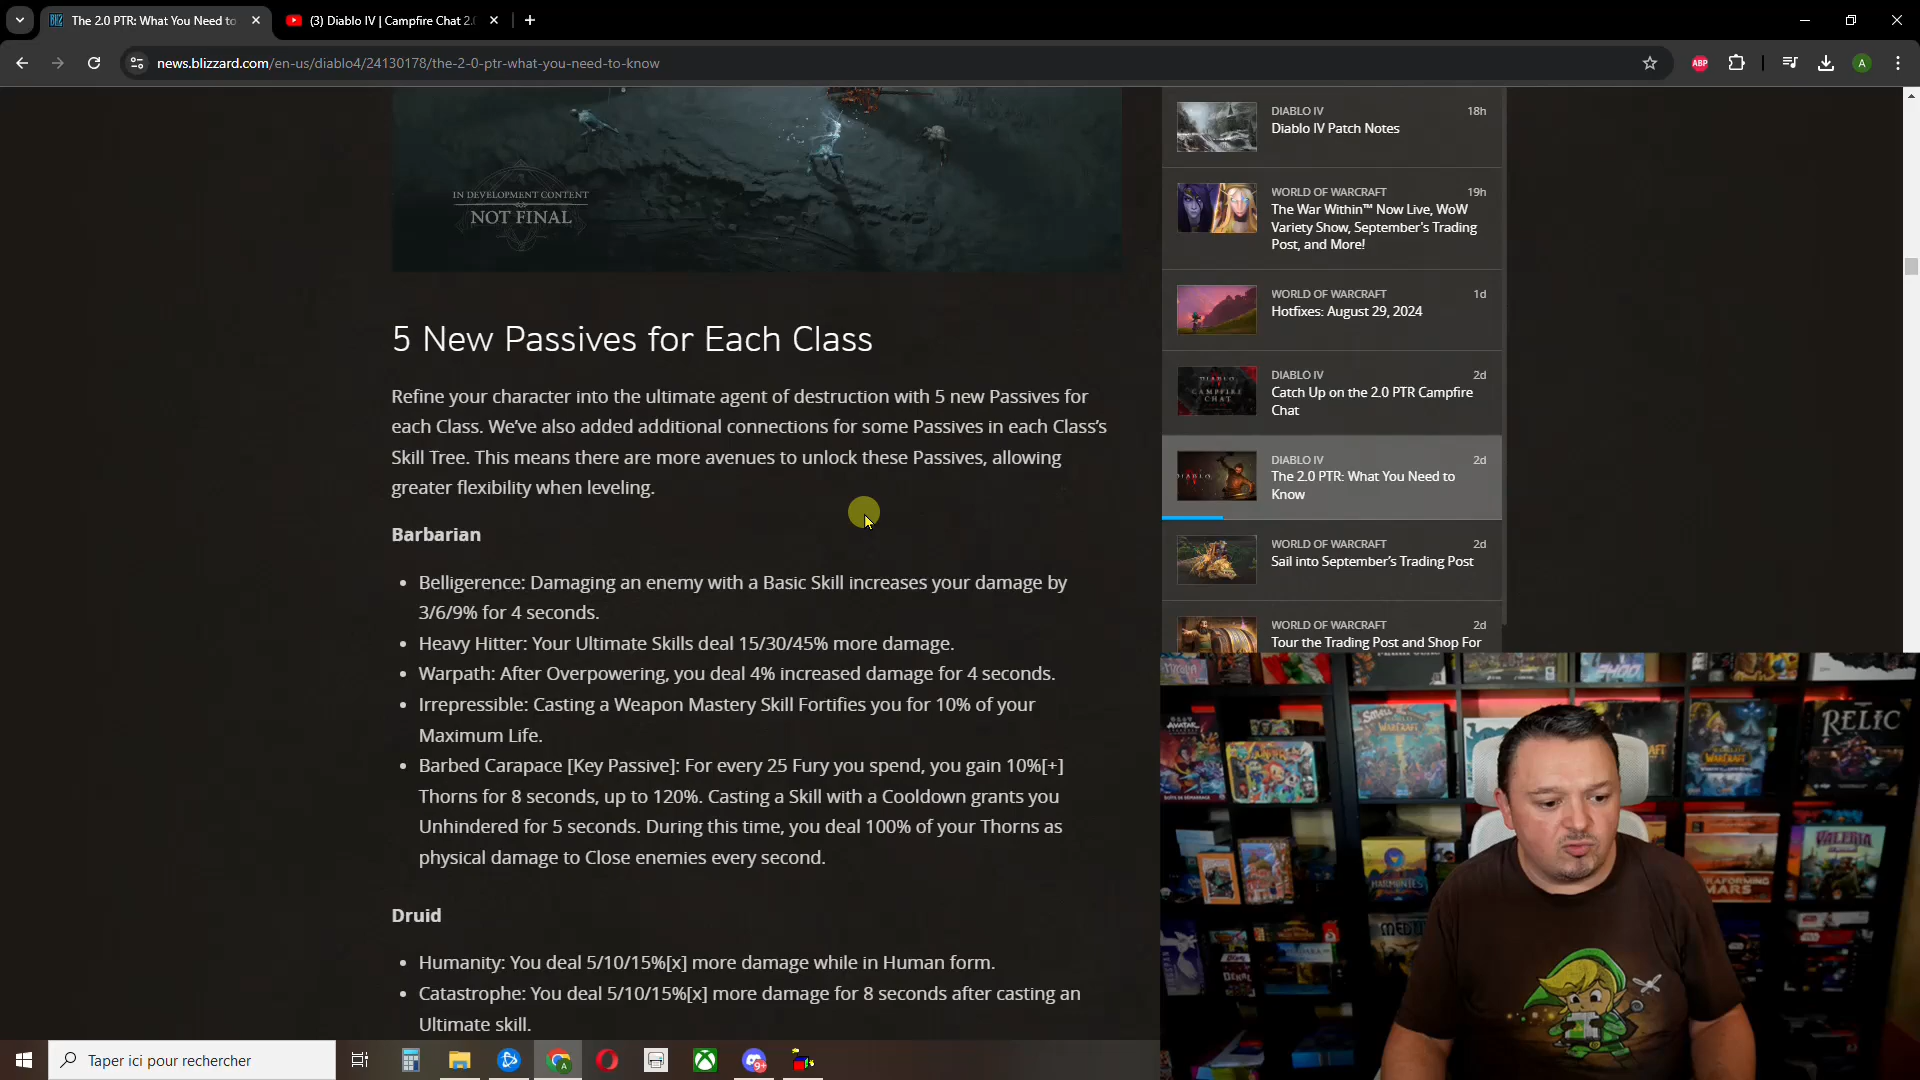 The 2.0 PTR: What You Need to
(3) Diablo IV | Campfire Chat 2.
news.blizzard.com/en-us/diablo4/24130178/the-2-0-ptr-what-you-need-to-know
ABP
A
IN DEVELOPMENT CONTENT
NOT FINAL
5 New Passives for Each Class
Refine your character into the ultimate agent of destruction with 5 new Passives for
each Class. We’ve also added additional connections for some Passives in each Class’s
Skill Tree. This means there are more avenues to unlock these Passives, allowing
greater flexibility when leveling.
Barbarian
• Belligerence: Damaging an enemy with a Basic Skill increases your damage by
3/6/9% for 4 seconds.
• Heavy Hitter: Your Ultimate Skills deal 15/30/45% more damage.
• Warpath: After Overpowering, you deal 4% increased damage for 4 seconds.
• Irrepressible: Casting a Weapon Mastery Skill Fortifies you for 10% of your
Maximum Life.
• Barbed Carapace [Key Passive]: For every 25 Fury you spend, you gain 10%[+]
Thorns for 8 seconds, up to 120%. Casting a Skill with a Cooldown grants you
Unhindered for 5 seconds. During this time, you deal 100% of your Thorns as
physical damage to Close enemies every second.
Druid
• Humanity: You deal 5/10/15%[x] more damage while in Human form.
• Catastrophe: You deal 5/10/15%[x] more damage for 8 seconds after casting an
Ultimate skill.
DIABLO IV 18h
Diablo IV Patch Notes
WORLD OF WARCRAFT 19h
The War Within™ Now Live, WoW
Variety Show, September's Trading
Post, and More!
WORLD OF WARCRAFT 1d
Hotfixes: August 29, 2024
DIABLO
CAMPFIRE
CHAT
DIABLO IV 2d
Catch Up on the 2.0 PTR Campfire
Chat
DIABLO IV 2d
The 2.0 PTR: What You Need to
Know
WORLD OF WARCRAFT 2d
Sail into September’s Trading Post
WORLD OF WARCRAFT 2d
Tour the Trading Post and Shop For
AVATAR
SMALL
WARCRAFT
RELIC
WARCRAFT
HARMONIES
VALERIA
MARS
Taper ici pour rechercher
A
9+